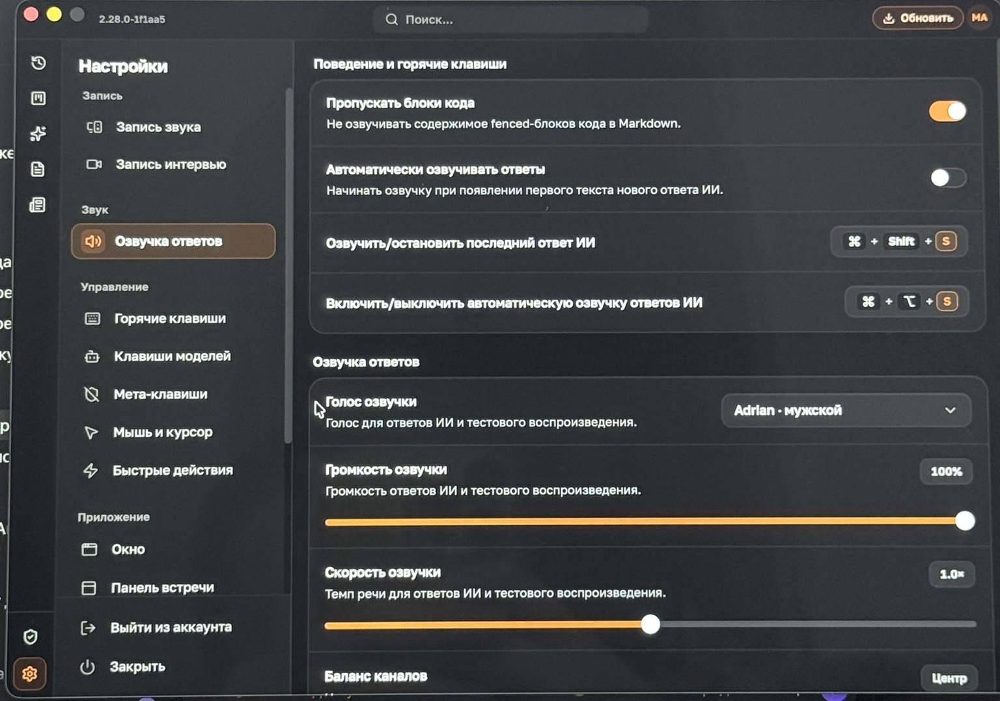 2.28.0-1f1aa5
Поиск...
Обновить
MA
Настройки
Запись
Запись звука
Запись интервью
Звук
Озвучка ответов
Управление
Горячие клавиши
Клавиши моделей
Мета-клавиши
Мышь и курсор
Быстрые действия
Приложение
Окно
Панель встречи
Выйти из аккаунта
Закрыть
Поведение и горячие клавиши
Пропускать блоки кода
Не озвучивать содержимое fenced-блоков кода в Markdown.
Автоматически озвучивать ответы
Начинать озвучку при появлении первого текста нового ответа ИИ.
Озвучить/остановить последний ответ ИИ
⌘ + Shift + S
Включить/выключить автоматическую озвучку ответов ИИ
⌘ + ⌥ + S
Озвучка ответов
Голос озвучки
Голос для ответов ИИ и тестового воспроизведения.
Adrian • мужской
Громкость озвучки
100%
Громкость ответов ИИ и тестового воспроизведения.
Скорость озвучки
1.0×
Темп речи для ответов ИИ и тестового воспроизведения.
Баланс каналов
Центр